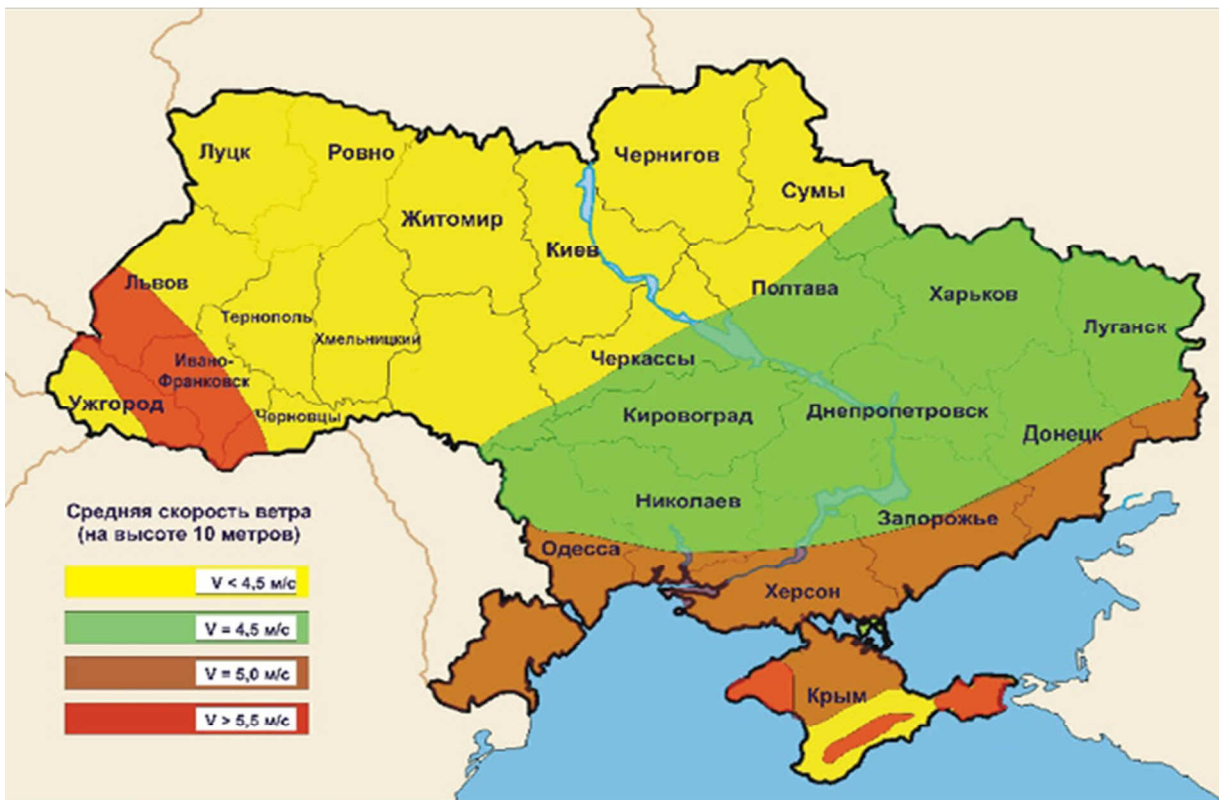 Луцк
Ровно
Чернигов
Сумы
Житомир
Киев
Львов
Тернополь
Хмельницкий
Полтава
Харьков
Луганск
Ивано-
Франковск
Черкассы
Ужгород
Черновцы
Кировоград
Днепропетровск
Донецк
Николаев
Запорожье
Одесса
Херсон
Крым
Средняя скорость ветра
(на высоте 10 метров)
V < 4,5 м/с
V = 4,5 м/с
V = 5,0 м/с
V > 5,5 м/с